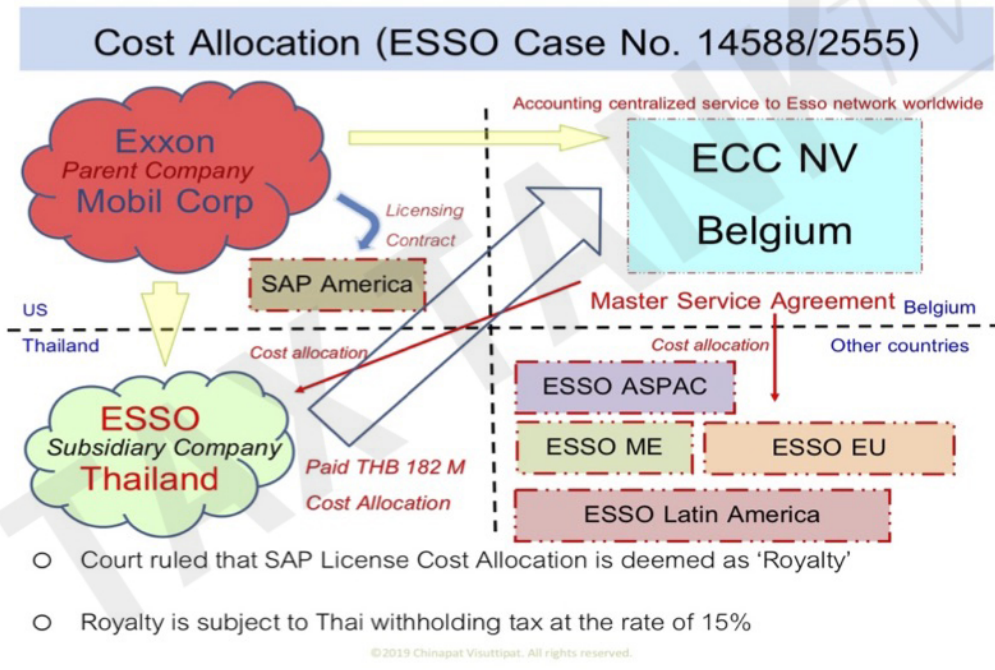 Cost Allocation (ESSO Case No. 14588/2555)
Accounting centralized service to Esso network worldwide
Exxon
Parent Company
Mobil Corp
ECC NV
Belgium
Licensing
Contract
SAP America
Master Service Agreement
US
Belgium
Thailand
Other countries
Cost allocation
Cost allocation
ESSO
Subsidiary Company
Thailand
Paid THB 182 M
Cost Allocation
ESSO ASPAC
ESSO ME
ESSO EU
ESSO Latin America
O Court ruled that SAP License Cost Allocation is deemed as ‘Royalty’
O Royalty is subject to Thai withholding tax at the rate of 15%
©2019 Chinapat Visuttipat. All rights reserved.
TAX TANK